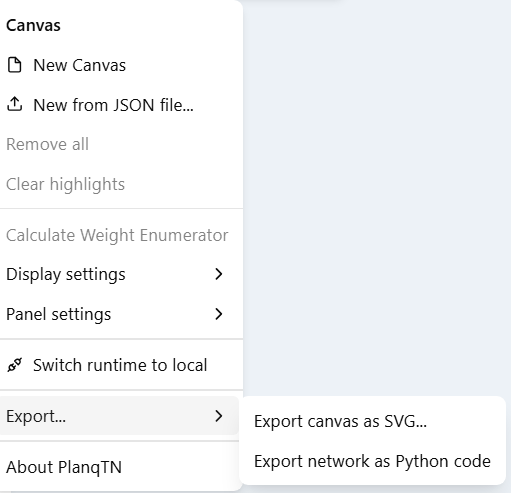 Canvas
New Canvas
New from JSON file...
Remove all
Clear highlights
Calculate Weight Enumerator
Display settings
Panel settings
Switch runtime to local
Export...
Export canvas as SVG...
Export network as Python code
About PlanqTN